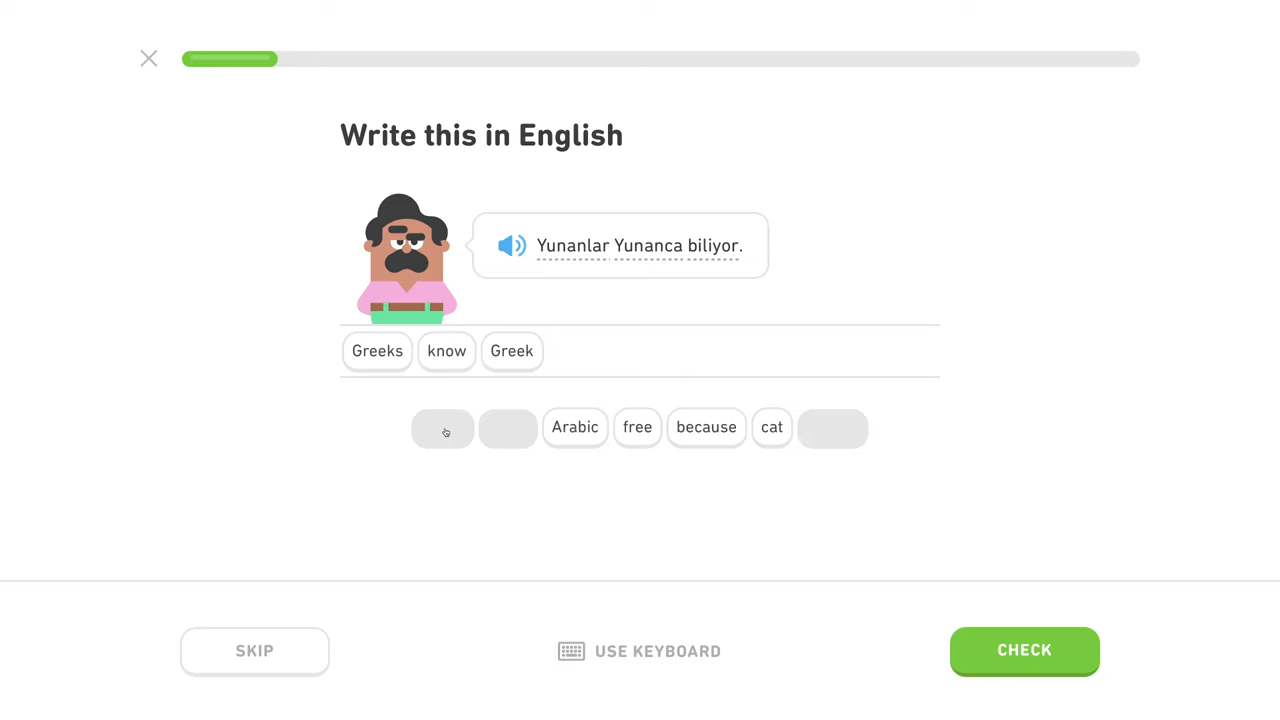 Write this in English
Yunanlar Yunanca biliyor.
Greeks know Greek
Arabic free because cat
SKIP
USE KEYBOARD
CHECK